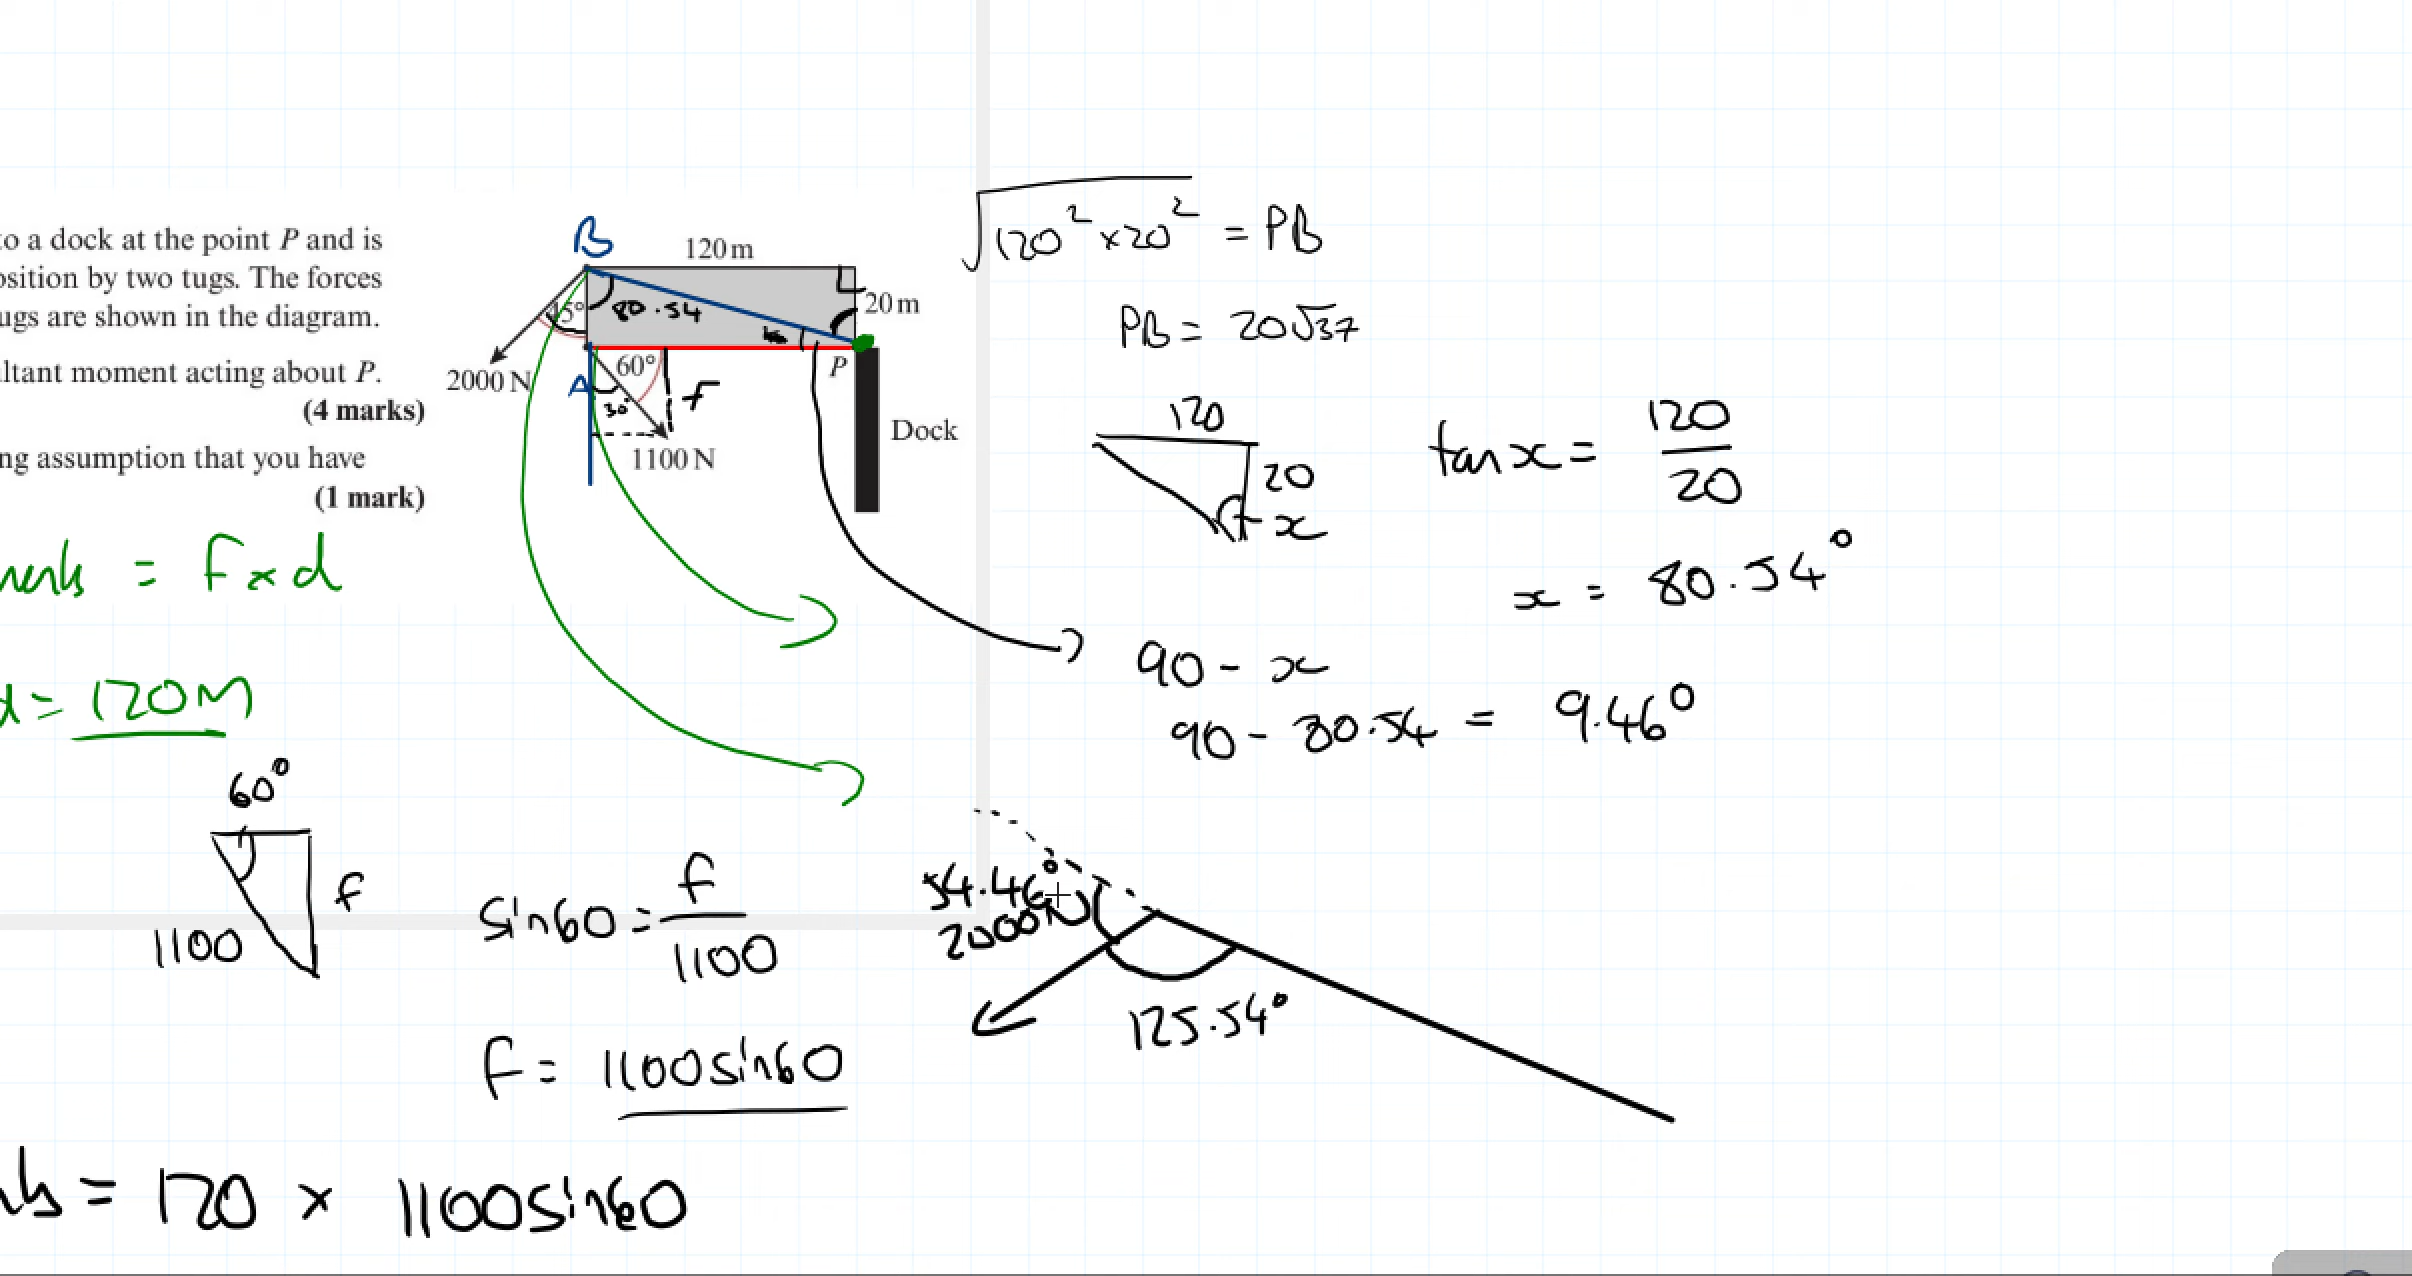 o a dock at the point P and is
osition by two tugs. The forces
ugs are shown in the diagram.
ltant moment acting about P.
(4 marks)
ng assumption that you have
(1 mark)
B
120 m
20 m
45°
80.54
2000 N
A
60°
30°
f
P
1100 N
Dock
√120² × 20² = PB
PB = 20√37
120
20
x
tan x = 120/20
x = 80.54°
90 - x
90 - 80.54 = 9.46°
= f × d
d = 120M
60°
1100
f
sin60 = f/1100
f = 1100sin60
54.46°
2000N
125.54°
= 120 × 1100sin60